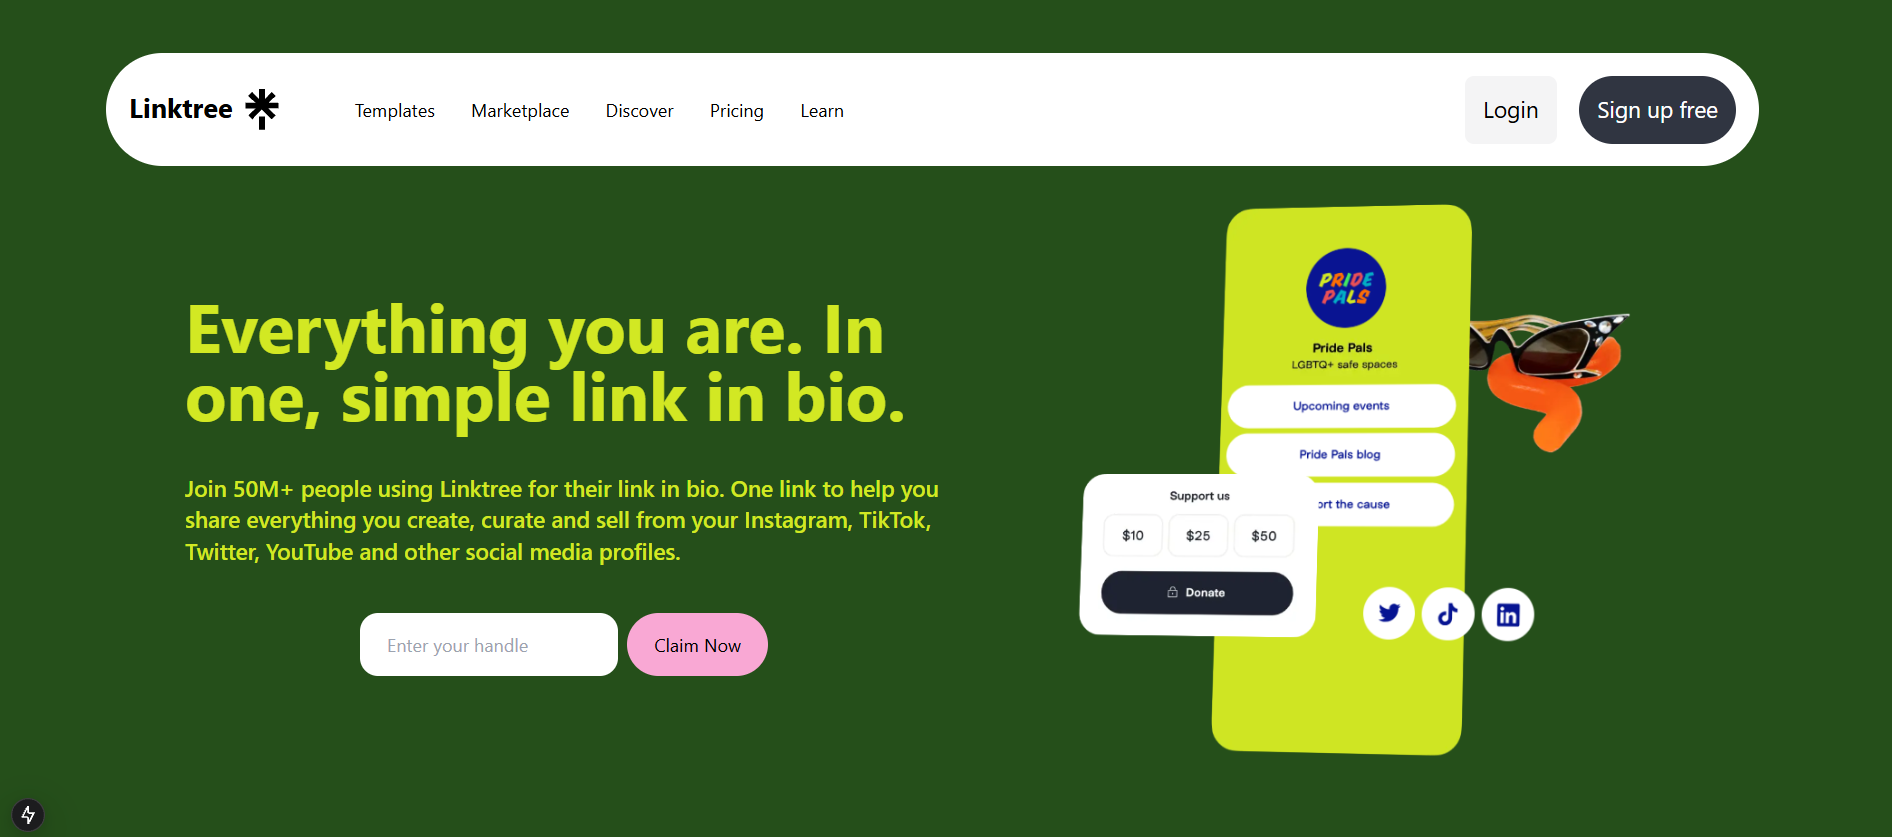 Linktree
Templates
Marketplace
Discover
Pricing
Learn
Login
Sign up free
Everything you are. In
one, simple link in bio.
Join 50M+ people using Linktree for their link in bio. One link to help you
share everything you create, curate and sell from your Instagram, TikTok,
Twitter, YouTube and other social media profiles.
Enter your handle
Claim Now
PRIDE
PALS
Pride Pals
LGBTQ+ safe spaces
Upcoming events
Pride Pals blog
ort the cause
Support us
$10
$25
$50
Donate
in